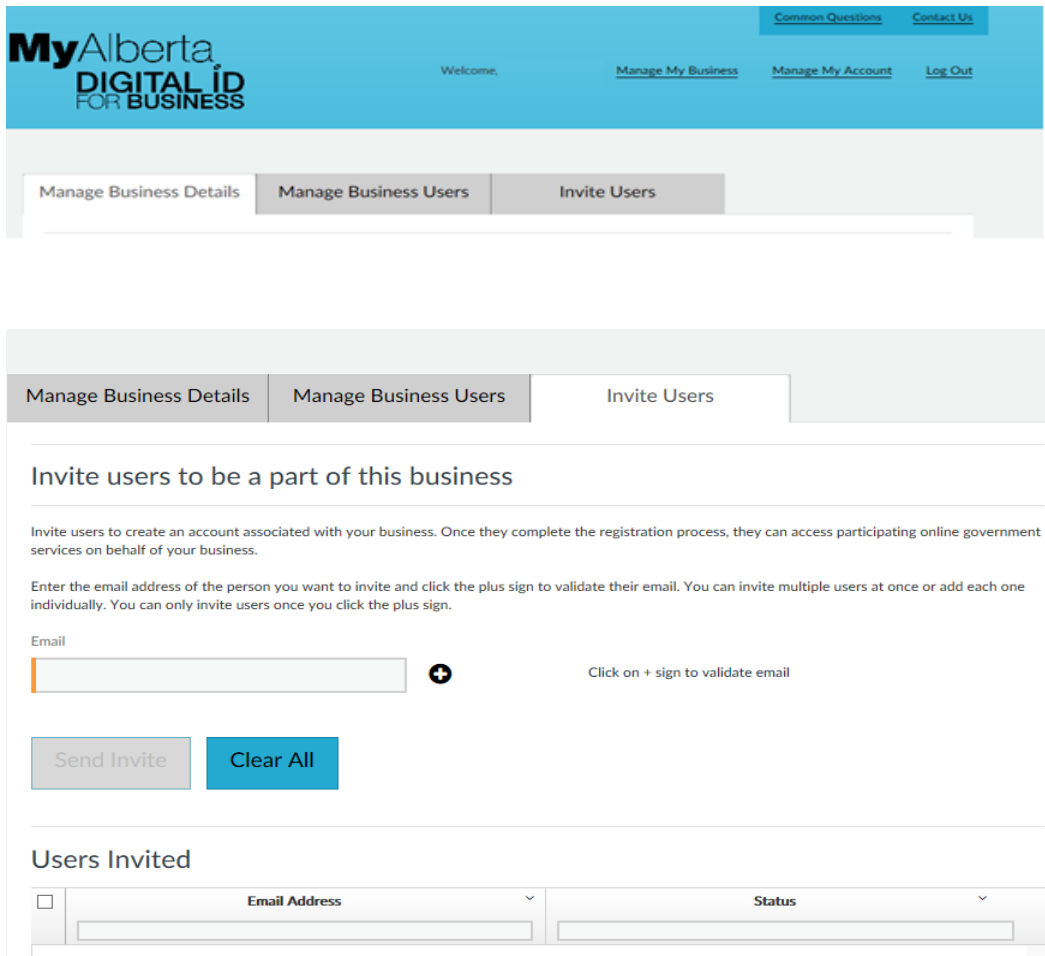 Common Questions Contact Us
MyAlberta
DIGITAL ID
FOR BUSINESS
Welcome, Manage My Business Manage My Account Log Out
Manage Business Details Manage Business Users Invite Users
Manage Business Details Manage Business Users Invite Users
Invite users to be a part of this business
Invite users to create an account associated with your business. Once they complete the registration process, they can access participating online government
services on behalf of your business.
Enter the email address of the person you want to invite and click the plus sign to validate their email. You can invite multiple users at once or add each one
individually. You can only invite users once you click the plus sign.
Email
Click on + sign to validate email
Send Invite Clear All
Users Invited
Email Address Status